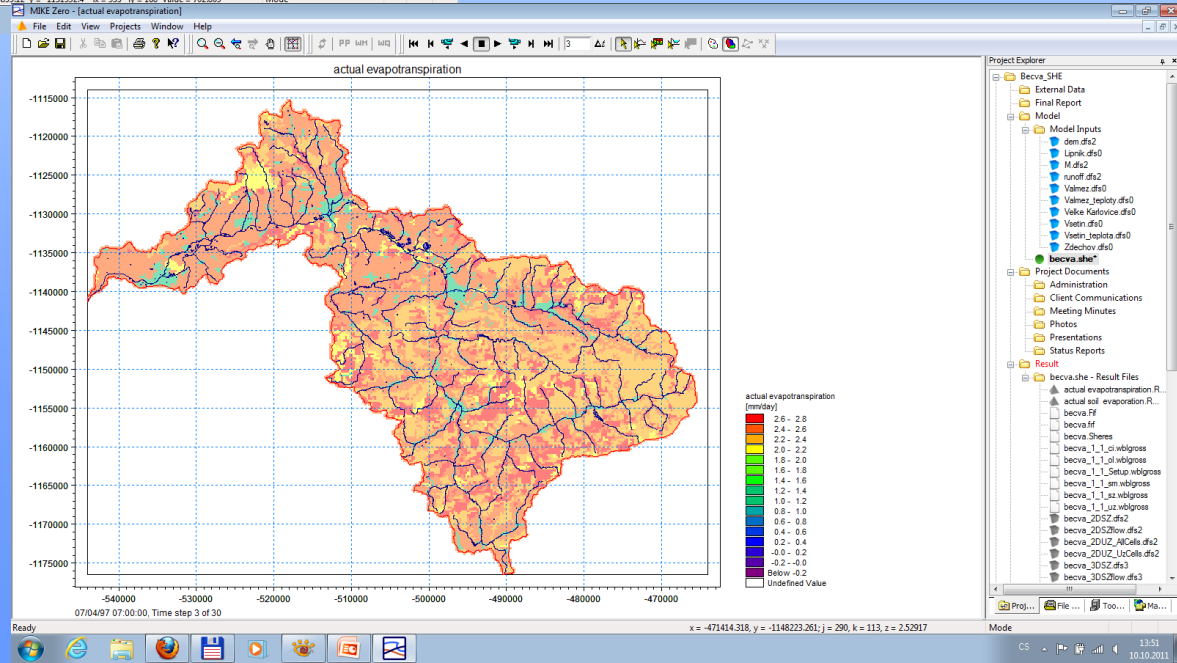 MIKE Zero - [actual evapotranspiration]
File Edit View Projects Window Help
PP WM WQ
3
Δt
actual evapotranspiration
-1115000
-1120000
-1125000
-1130000
-1135000
-1140000
-1145000
-1150000
-1155000
-1160000
-1165000
-1170000
-1175000
-540000 -530000 -520000 -510000 -500000 -490000 -480000 -470000
07/04/97 07:00:00, Time step 3 of 30
actual evapotranspiration
[mm/day]
2.6 - 2.8
2.4 - 2.6
2.2 - 2.4
2.0 - 2.2
1.8 - 2.0
1.6 - 1.8
1.4 - 1.6
1.2 - 1.4
1.0 - 1.2
0.8 - 1.0
0.6 - 0.8
0.4 - 0.6
0.2 - 0.4
-0.0 - 0.2
-0.2 - -0.0
Below -0.2
Undefined Value
Project Explorer
Becva_SHE
External Data
Final Report
Model
Model Inputs
dem.dfs2
Lipnik.dfs0
M.dfs2
runoff.dfs2
Valmez.dfs0
Valmez_teploty.dfs0
Velke Karlovice.dfs0
Vsetin.dfs0
Vsetin_teplota.dfs0
Zdechov.dfs0
becva.she*
Project Documents
Administration
Client Communications
Meeting Minutes
Photos
Presentations
Status Reports
Result
becva.she - Result Files
actual evapotranspiration.R...
actual soil evaporation.R...
becva.Fif
becva.fif
becva.Sheres
becva_1_1_ci.wblgross
becva_1_1_ol.wblgross
becva_1_1_Setup.wblgross
becva_1_1_sm.wblgross
becva_1_1_sz.wblgross
becva_1_1_uz.wblgross
becva_2DSZ.dfs2
becva_2DSZflow.dfs2
becva_2DUZ_AllCells.dfs2
becva_2DUZ_UzCells.dfs2
becva_3DSZ.dfs3
becva_3DSZflow.dfs3
Proj... File ... Too... Ma...
Ready
x = -471414.318, y = -1148223.261; j = 290, k = 113, z = 2.52917
Mode
CS
13:51
10.10.2011